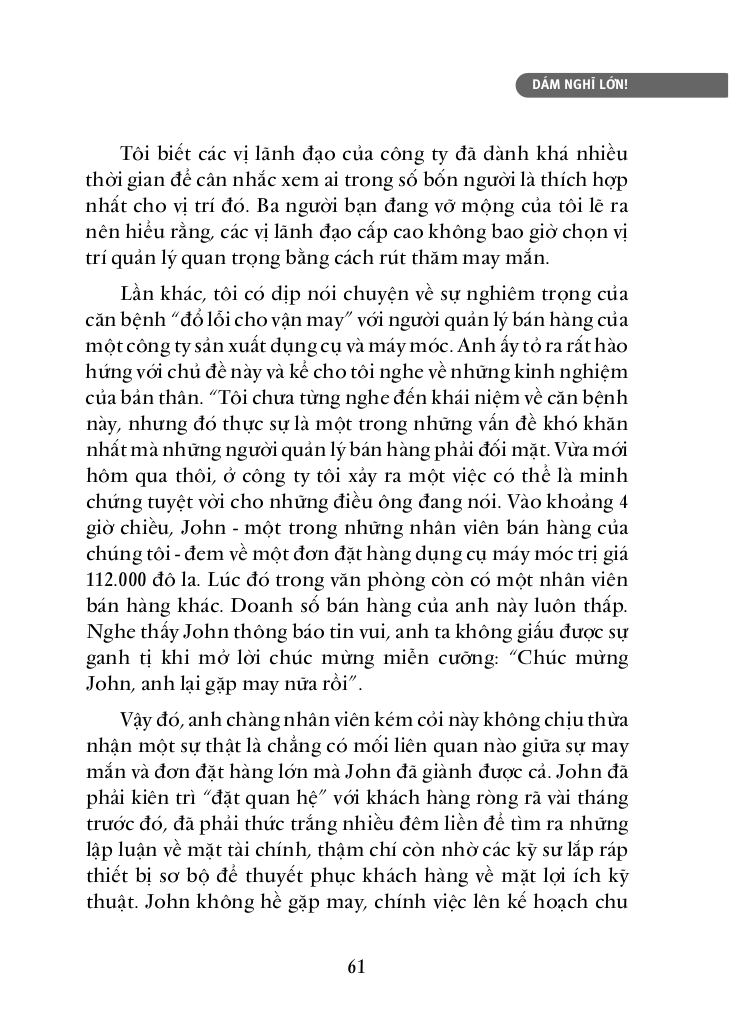 DÁM NGHĨ LỚN!
Tôi biết các vị lãnh đạo của công ty đã dành khá nhiều
thời gian để cân nhắc xem ai trong số bốn người là thích hợp
nhất cho vị trí đó. Ba người bạn đang vỡ mộng của tôi lẽ ra
nên hiểu rằng, các vị lãnh đạo cấp cao không bao giờ chọn vị
trí quản lý quan trọng bằng cách rút thăm may mắn.
Lần khác, tôi có dịp nói chuyện về sự nghiêm trọng của
căn bệnh “đổ lỗi cho vận may” với người quản lý bán hàng của
một công ty sản xuất dụng cụ và máy móc. Anh ấy tỏ ra rất hào
hứng với chủ đề này và kể cho tôi nghe về những kinh nghiệm
của bản thân. “Tôi chưa từng nghe đến khái niệm về căn bệnh
này, nhưng đó thực sự là một trong những vấn đề khó khăn
nhất mà những người quản lý bán hàng phải đối mặt. Vừa mới
hôm qua thôi, ở công ty tôi xảy ra một việc có thể là minh
chứng tuyệt vời cho những điều ông đang nói. Vào khoảng 4
giờ chiều, John - một trong những nhân viên bán hàng của
chúng tôi - đem về một đơn đặt hàng dụng cụ máy móc trị giá
112.000 đô la. Lúc đó trong văn phòng còn có một nhân viên
bán hàng khác. Doanh số bán hàng của anh này luôn thấp.
Nghe thấy John thông báo tin vui, anh ta không giấu được sự
ganh tị khi mở lời chúc mừng miễn cưỡng: “Chúc mừng
John, anh lại gặp may nữa rồi”.
Vậy đó, anh chàng nhân viên kém cỏi này không chịu thừa
nhận một sự thật là chẳng có mối liên quan nào giữa sự may
mắn và đơn đặt hàng lớn mà John đã giành được cả. John đã
phải kiên trì “đặt quan hệ” với khách hàng ròng rã vài tháng
trước đó, đã phải thức trắng nhiều đêm liền để tìm ra những
lập luận về mặt tài chính, thậm chí còn nhờ các kỹ sư lắp ráp
thiết bị sơ bộ để thuyết phục khách hàng về mặt lợi ích kỹ
thuật. John không hề gặp may, chính việc lên kế hoạch chu
61